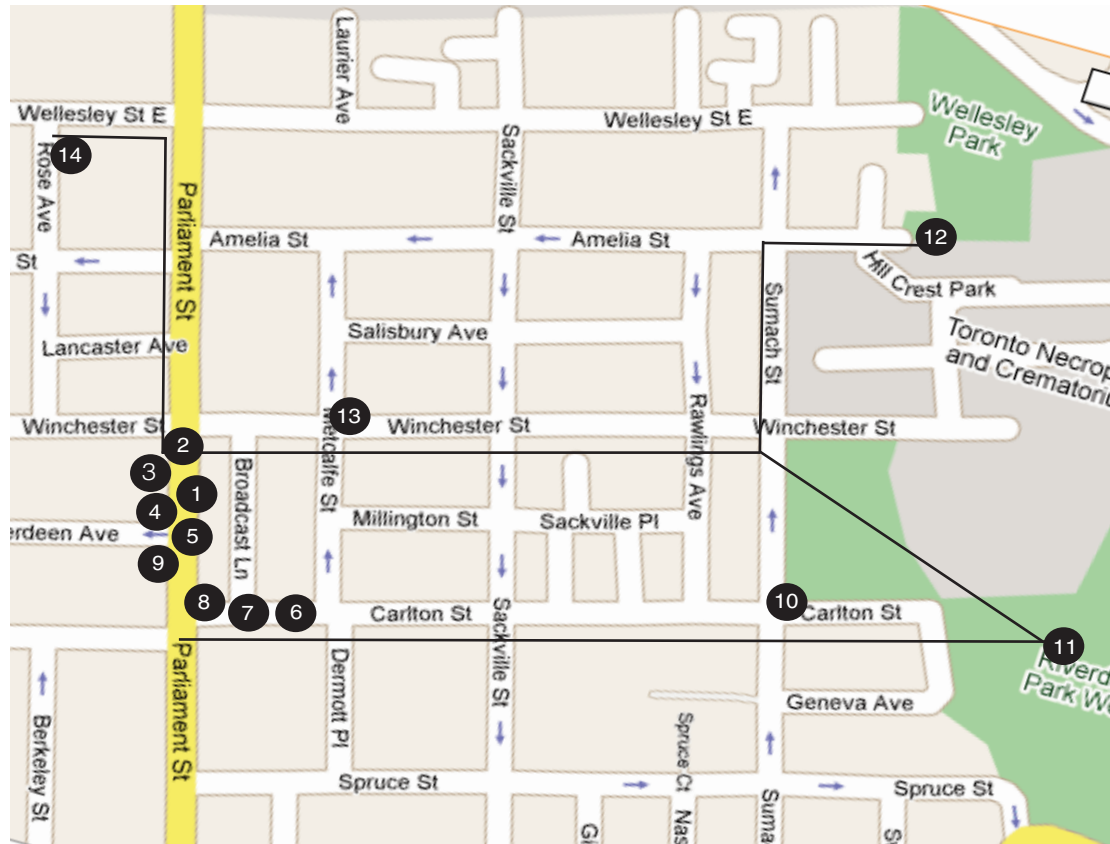 Laurier Ave
Wellesley St E
Wellesley St E
Wellesley
Park
14
Rose Ave
Sackville St
Parliament St
St
Amelia St
Amelia St
12
Hill Crest Park
Lancaster Ave
Salisbury Ave
Sumach St
Toronto Necrop
and Crematoriu
13
Winchester St
Metcalfe St
Winchester St
Rawlings Ave
Winchester St
2
3
1
4
5
9
Broadcast Ln
Millington St
Sackville Pl
erdeen Ave
8
7
6
Carlton St
Sackville St
10
Carlton St
11
Riverd
Park We
Parliament St
Dermott Pl
Geneva Ave
Berkeley St
Spruce Ct
Spruce St
Spruce St
Gi
Nas
Suma
S